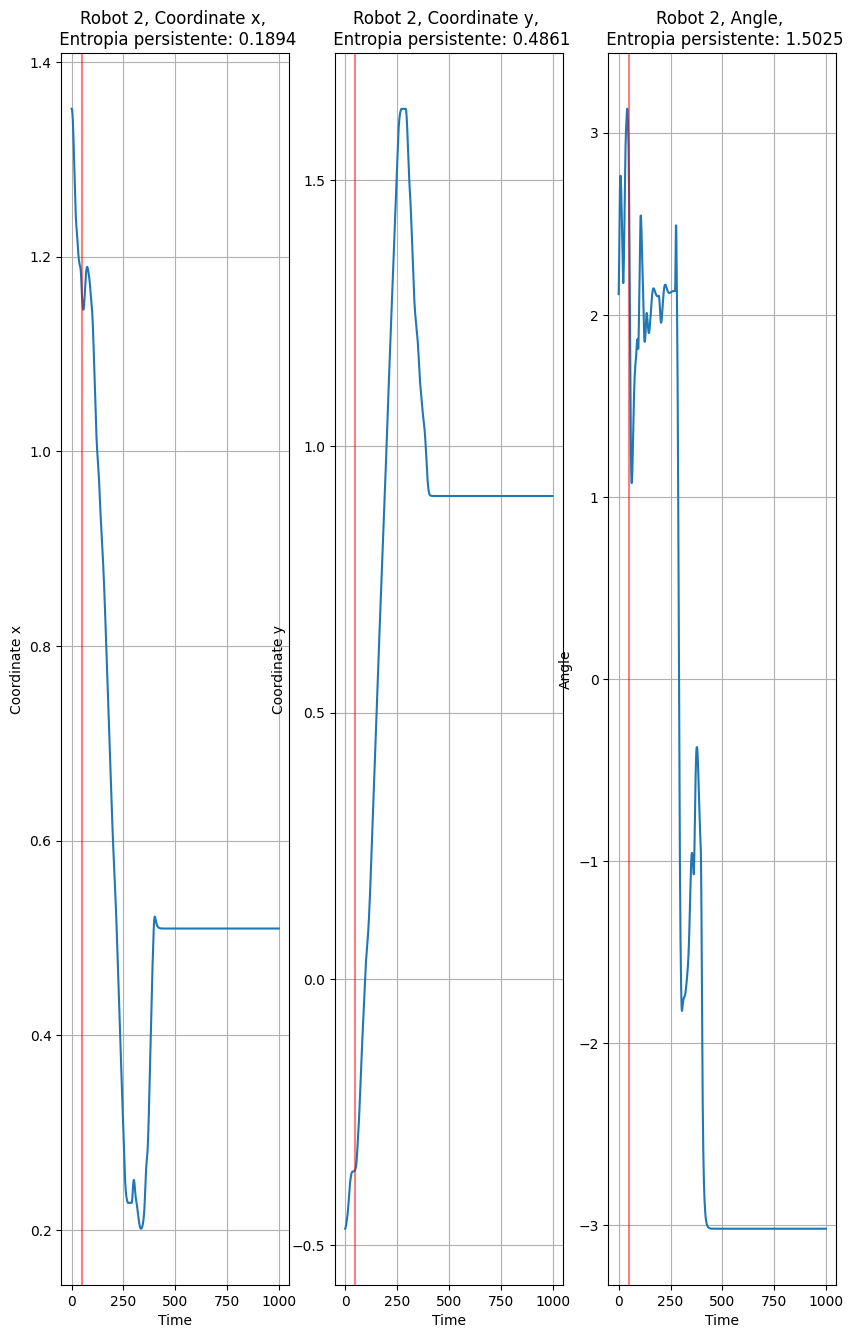 Robot 2, Coordinate x,
Entropia persistente: 0.1894
Coordinate x
1.4
1.2
1.0
0.8
0.6
0.4
0.2
0
250
500
750
1000
Time
Robot 2, Coordinate y,
Entropia persistente: 0.4861
Coordinate y
1.5
1.0
0.5
0.0
−0.5
0
250
500
750
1000
Time
Robot 2, Angle,
Entropia persistente: 1.5025
Angle
3
2
1
0
−1
−2
−3
0
250
500
750
1000
Time